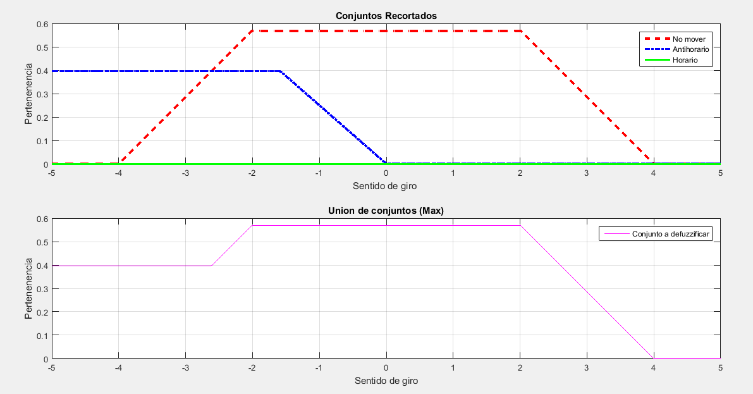 Conjuntos Recortados
0.6
0.5
0.4
0.3
0.2
0.1
0
Pertenenencia
No mover
Antihorario
Horario
-5 -4 -3 -2 -1 0 1 2 3 4 5
Sentido de giro
Union de conjuntos (Max)
0.6
0.5
0.4
0.3
0.2
0.1
0
Pertenenencia
Conjunto a defuzzificar
-5 -4 -3 -2 -1 0 1 2 3 4 5
Sentido de giro